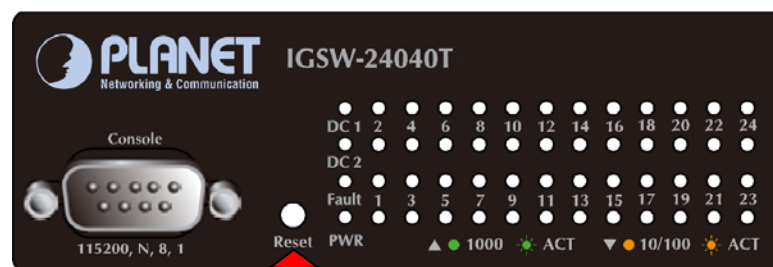 PLANET
Networking & Communication
IGSW-24040T
Console
115200, N, 8, 1
Reset
DC 1 2 4 6 8 10 12 14 16 18 20 22 24
DC 2
Fault 1 3 5 7 9 11 13 15 17 19 21 23
PWR
▲ ● 1000 ACT ▼ ● 10/100 ACT